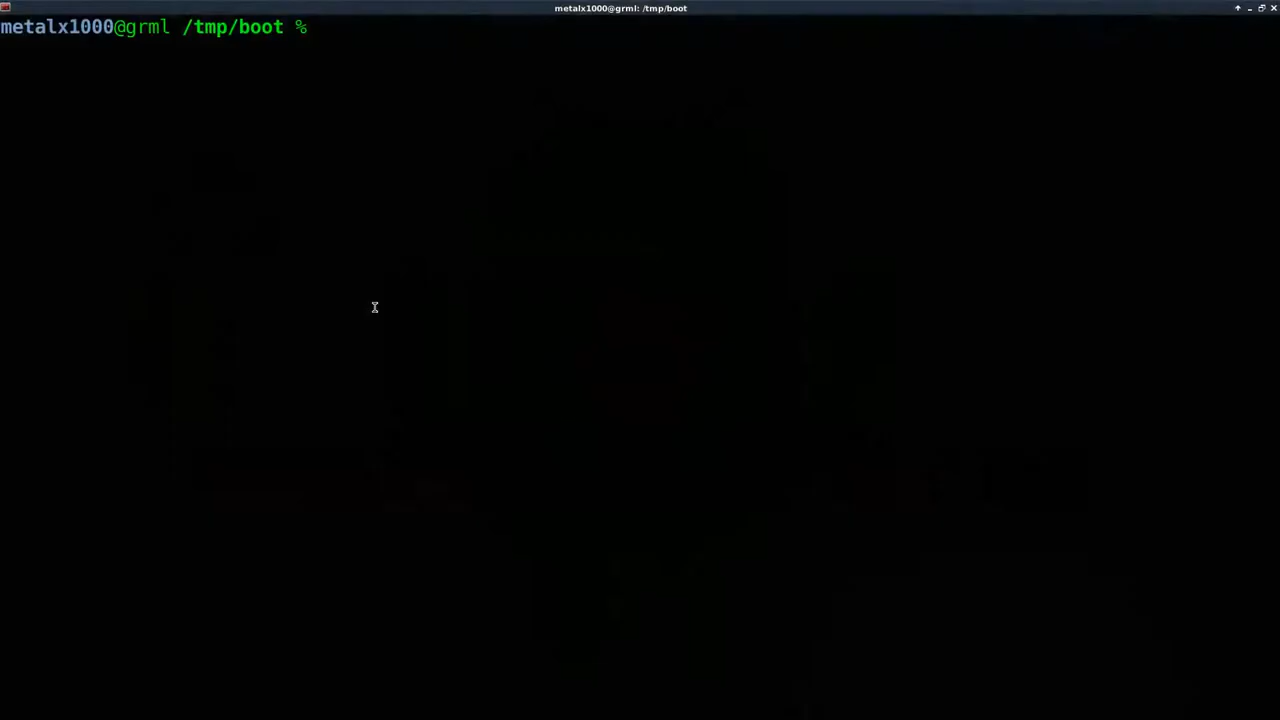 metalx1000@grml: /tmp/boot
metalx1000@grml /tmp/boot %